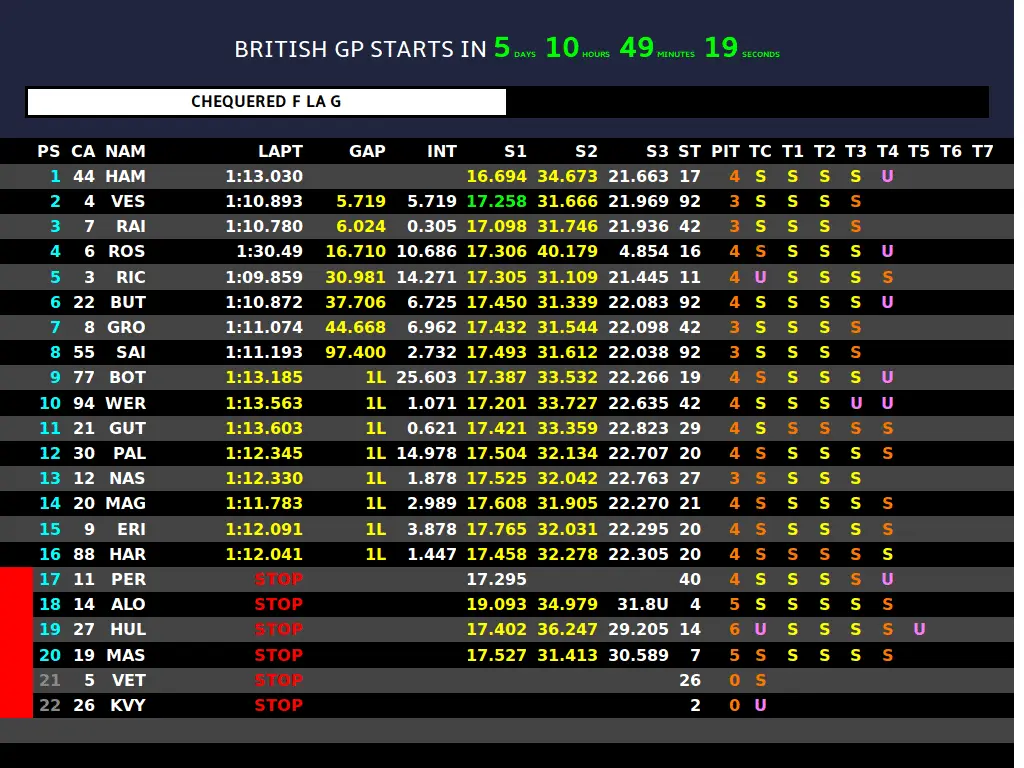 BRITISH GP STARTS IN 5 DAYS 10 HOURS 49 MINUTES 19 SECONDS
CHEQUERED F LA G
PS CA NAM LAPT GAP INT S1 S2 S3 ST PIT TC T1 T2 T3 T4 T5 T6 T7
1 44 HAM 1:13.030 16.694 34.673 21.663 17 4 S S S S U
2 4 VES 1:10.893 5.719 5.719 17.258 31.666 21.969 92 3 S S S S
3 7 RAI 1:10.780 6.024 0.305 17.098 31.746 21.936 42 3 S S S S
4 6 ROS 1:30.49 16.710 10.686 17.306 40.179 4.854 16 4 S S S S U
5 3 RIC 1:09.859 30.981 14.271 17.305 31.109 21.445 11 4 U S S S S
6 22 BUT 1:10.872 37.706 6.725 17.450 31.339 22.083 92 4 S S S S U
7 8 GRO 1:11.074 44.668 6.962 17.432 31.544 22.098 42 3 S S S S
8 55 SAI 1:11.193 97.400 2.732 17.493 31.612 22.038 92 3 S S S S
9 77 BOT 1:13.185 1L 25.603 17.387 33.532 22.266 19 4 S S S S U
10 94 WER 1:13.563 1L 1.071 17.201 33.727 22.635 42 4 S S S U U
11 21 GUT 1:13.603 1L 0.621 17.421 33.359 22.823 29 4 S S S S S
12 30 PAL 1:12.345 1L 14.978 17.504 32.134 22.707 20 4 S S S S S
13 12 NAS 1:12.330 1L 1.878 17.525 32.042 22.763 27 3 S S S S
14 20 MAG 1:11.783 1L 2.989 17.608 31.905 22.270 21 4 S S S S S
15 9 ERI 1:12.091 1L 3.878 17.765 32.031 22.295 20 4 S S S S S
16 88 HAR 1:12.041 1L 1.447 17.458 32.278 22.305 20 4 S S S S S
17 11 PER STOP 17.295 40 4 S S S S U
18 14 ALO STOP 19.093 34.979 31.8U 4 5 S S S S S
19 27 HUL STOP 17.402 36.247 29.205 14 6 U S S S S U
20 19 MAS STOP 17.527 31.413 30.589 7 5 S S S S S
21 5 VET STOP 26 0 S
22 26 KVY STOP 2 0 U